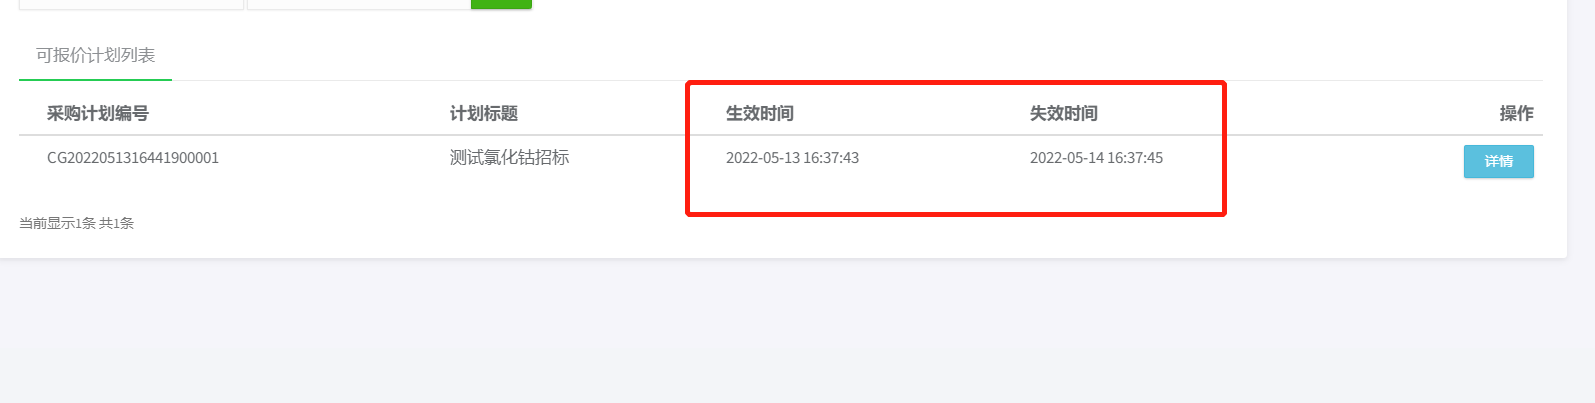 可报价计划列表
采购计划编号 计划标题 生效时间 失效时间 操作
CG2022051316441900001 测试氯化钴招标 2022-05-13 16:37:43 2022-05-14 16:37:45 详情
当前显示1条 共1条